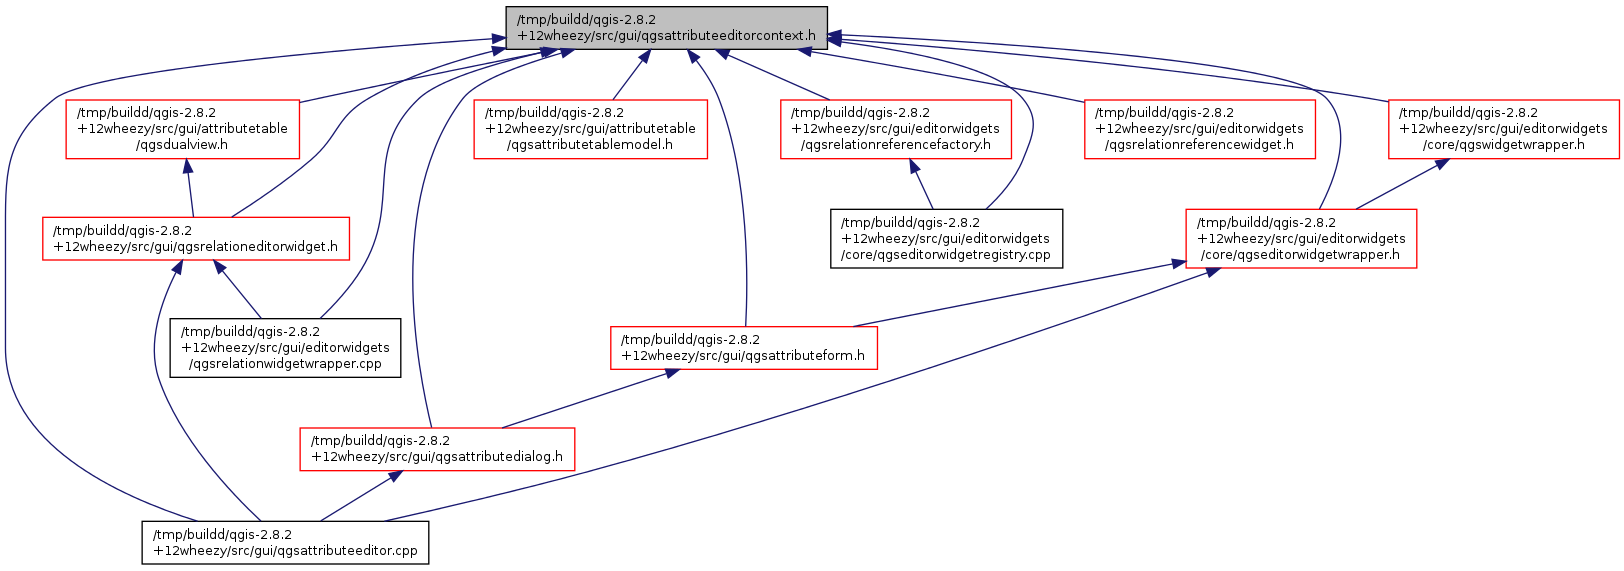 /tmp/buildd/qgis-2.8.2
+12wheezy/src/gui/qgsattributeeditorcontext.h
/tmp/buildd/qgis-2.8.2
+12wheezy/src/gui/attributetable
/qgsdualview.h
/tmp/buildd/qgis-2.8.2
+12wheezy/src/gui/attributetable
/qgsattributetablemodel.h
/tmp/buildd/qgis-2.8.2
+12wheezy/src/gui/editorwidgets
/qgsrelationreferencefactory.h
/tmp/buildd/qgis-2.8.2
+12wheezy/src/gui/editorwidgets
/qgsrelationreferencewidget.h
/tmp/buildd/qgis-2.8.2
+12wheezy/src/gui/editorwidgets
/core/qgswidgetwrapper.h
/tmp/buildd/qgis-2.8.2
+12wheezy/src/gui/qgsrelationeditorwidget.h
/tmp/buildd/qgis-2.8.2
+12wheezy/src/gui/editorwidgets
/core/qgseditorwidgetregistry.cpp
/tmp/buildd/qgis-2.8.2
+12wheezy/src/gui/editorwidgets
/core/qgseditorwidgetwrapper.h
/tmp/buildd/qgis-2.8.2
+12wheezy/src/gui/editorwidgets
/qgsrelationwidgetwrapper.cpp
/tmp/buildd/qgis-2.8.2
+12wheezy/src/gui/qgsattributeform.h
/tmp/buildd/qgis-2.8.2
+12wheezy/src/gui/qgsattributedialog.h
/tmp/buildd/qgis-2.8.2
+12wheezy/src/gui/qgsattributeeditor.cpp